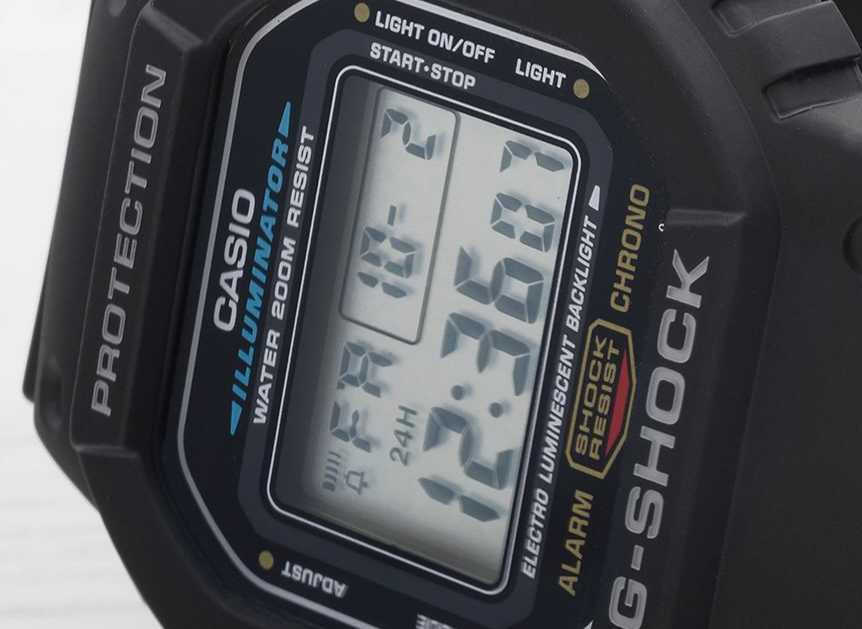 PROTECTION
LIGHT ON/OFF
START•STOP
LIGHT
CASIO
ILLUMINATOR
WATER 200M RESIST
FR 10- 2
24H
12:36 07
ELECTRO LUMINESCENT BACKLIGHT
ALARM
SHOCK
RESIST
CHRONO
G-SHOCK
ADJUST